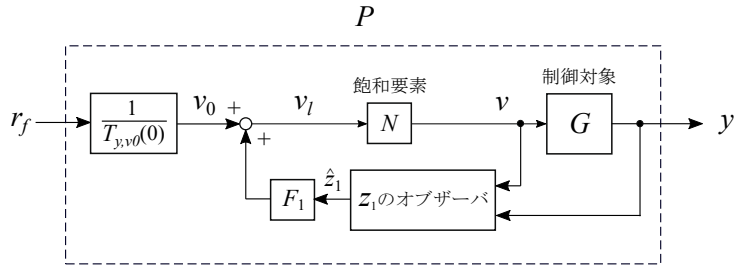 P
飽和要素
制御対象
r_f
1
T_{y,v0}(0)
v_0
+
+
v_l
N
v
G
y
F_1
ẑ_1
z_1のオブザーバ